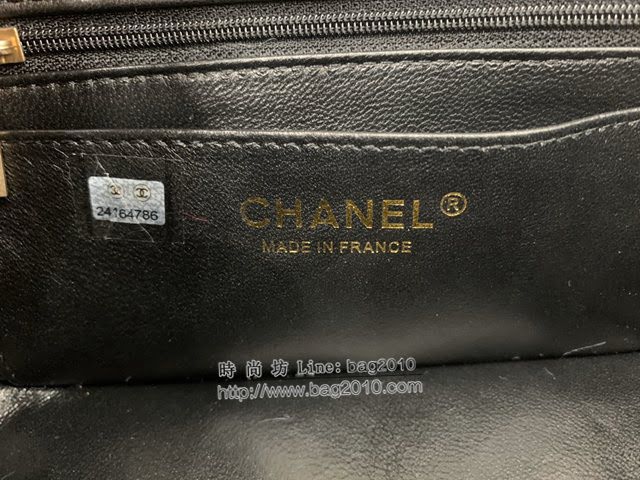 24164786
CHANEL®
MADE IN FRANCE
時尚坊 Line: bag2010
http://www.bag2010.com/